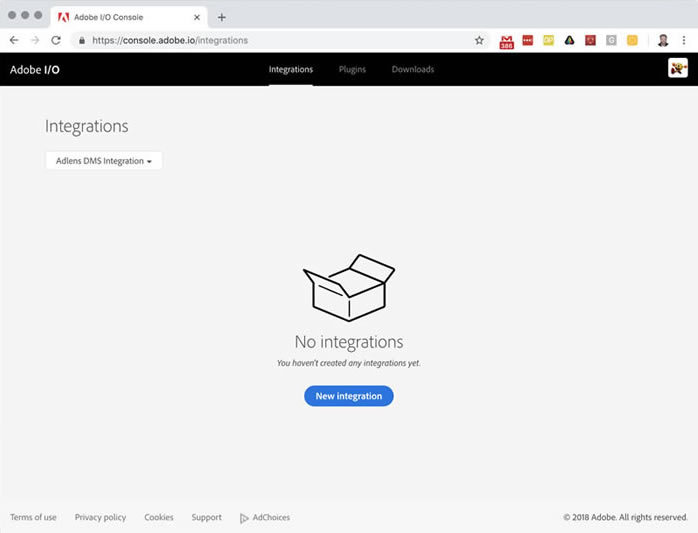 Adobe I/O Console
https://console.adobe.io/integrations
386
DP
Adobe I/O
Integrations
Plugins
Downloads
Integrations
Adlens DMS Integration
No integrations
You haven't created any integrations yet.
New integration
Terms of use
Privacy policy
Cookies
Support
AdChoices
© 2018 Adobe. All rights reserved.